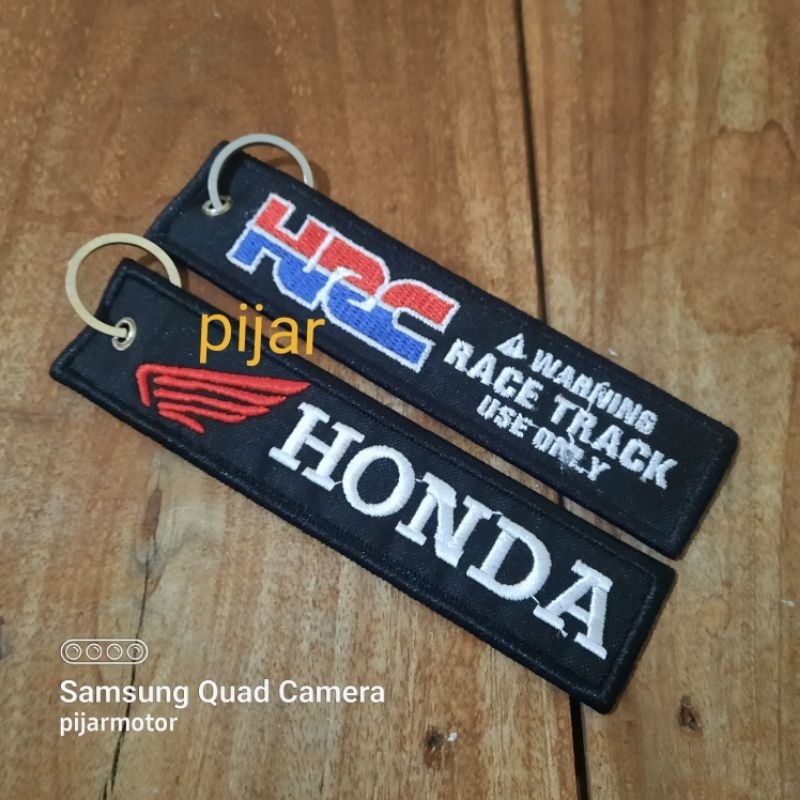 HRC
⚠ WARNING
RACE TRACK
USE ONLY
pijar
HONDA
Samsung Quad Camera
pijarmotor